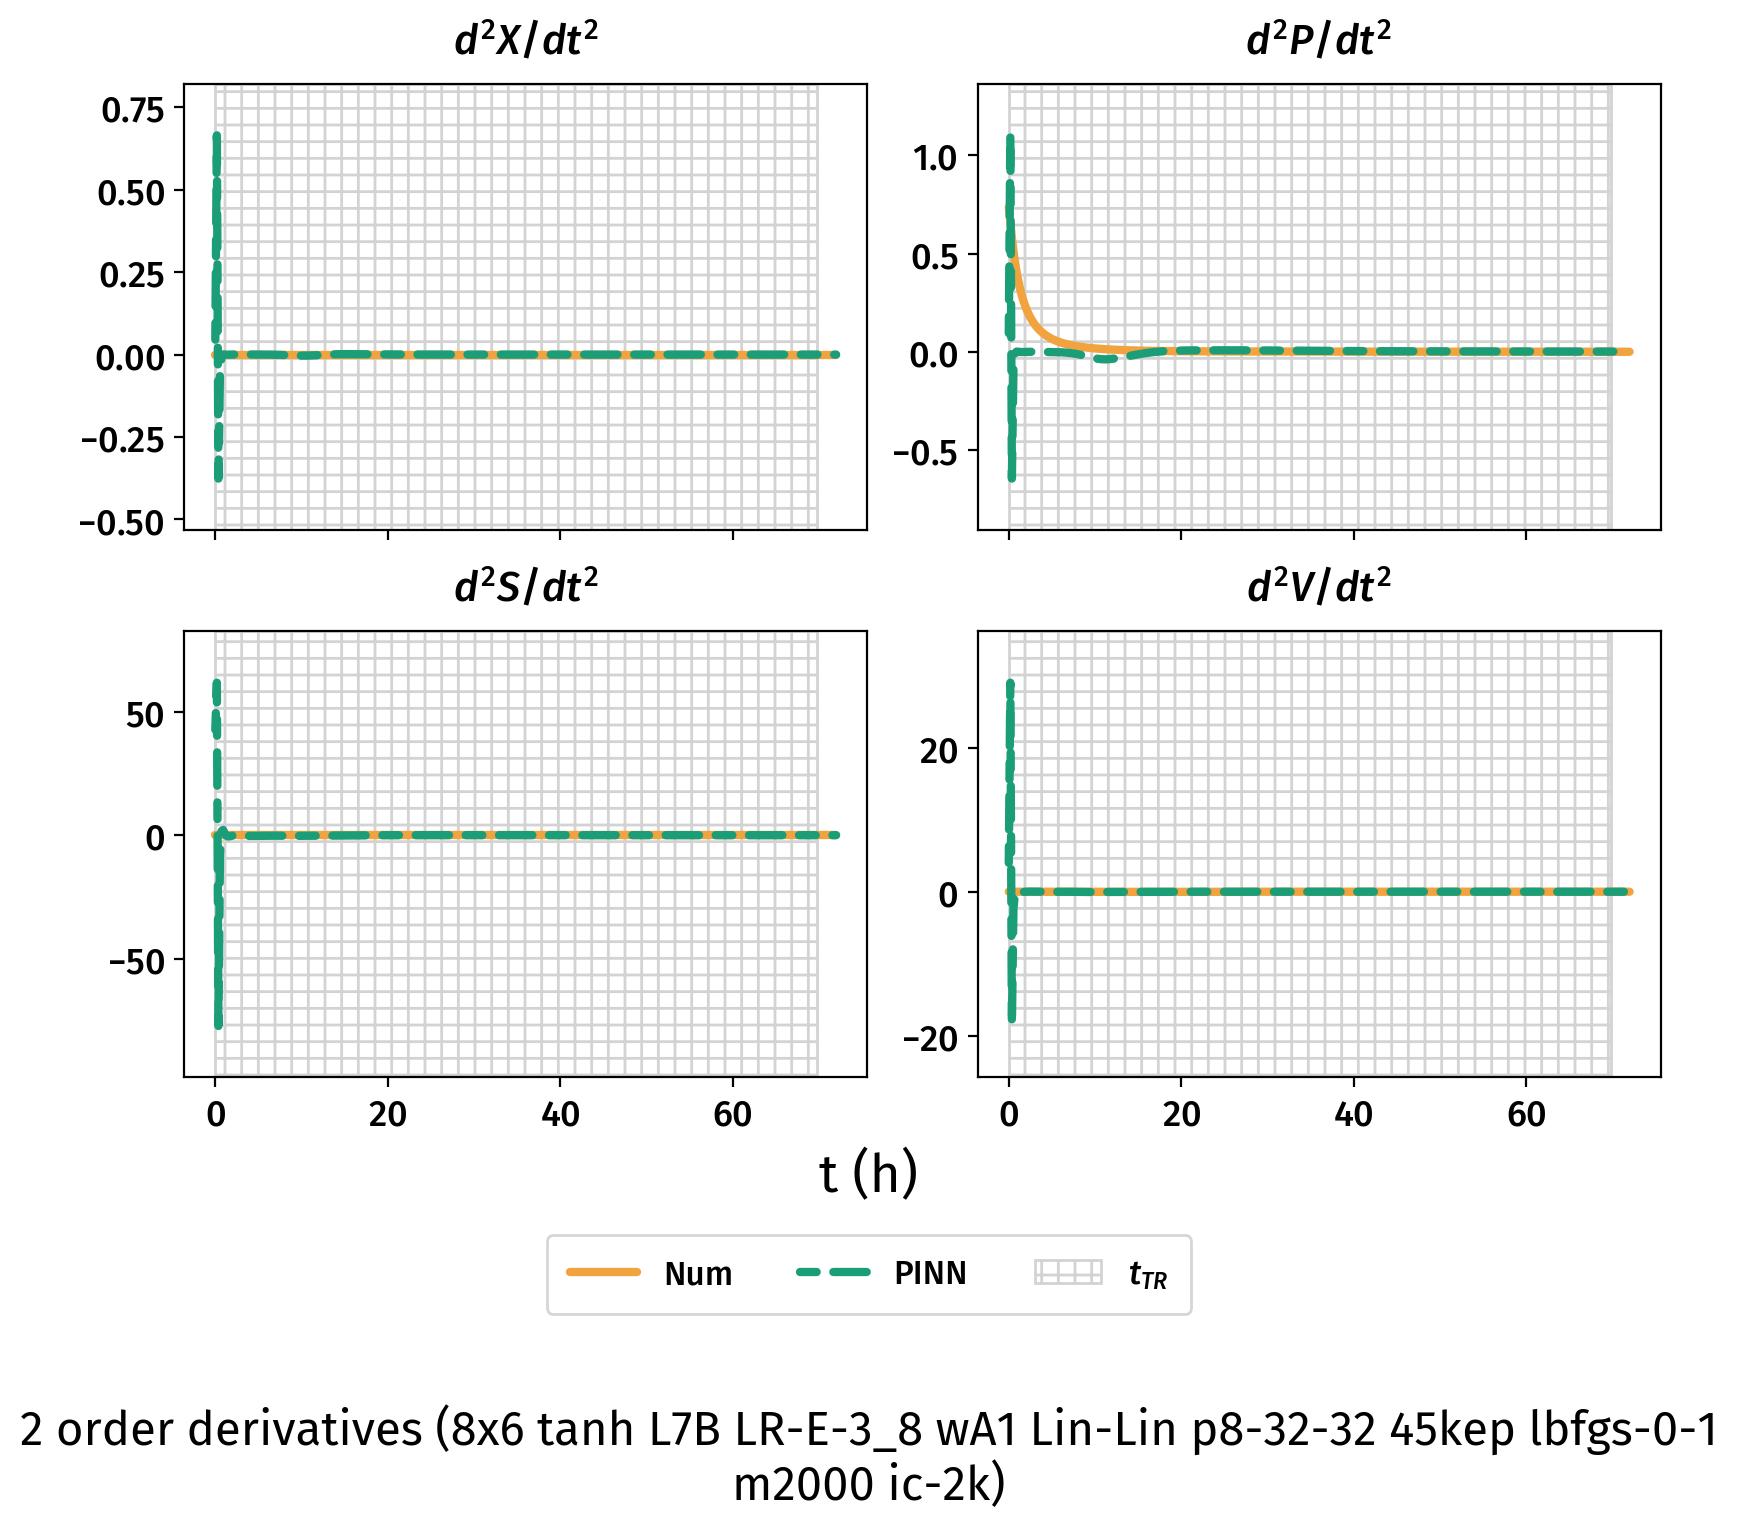 d²X/dt² d²P/dt²
0.75
0.50
0.25
0.00
−0.25
−0.50
1.0
0.5
0.0
−0.5
d²S/dt² d²V/dt²
50
0
−50
20
0
−20
0 20 40 60 0 20 40 60
t (h)
Num PINN t_TR
2 order derivatives (8x6 tanh L7B LR-E-3_8 wA1 Lin-Lin p8-32-32 45kep lbfgs-0-1
m2000 ic-2k)